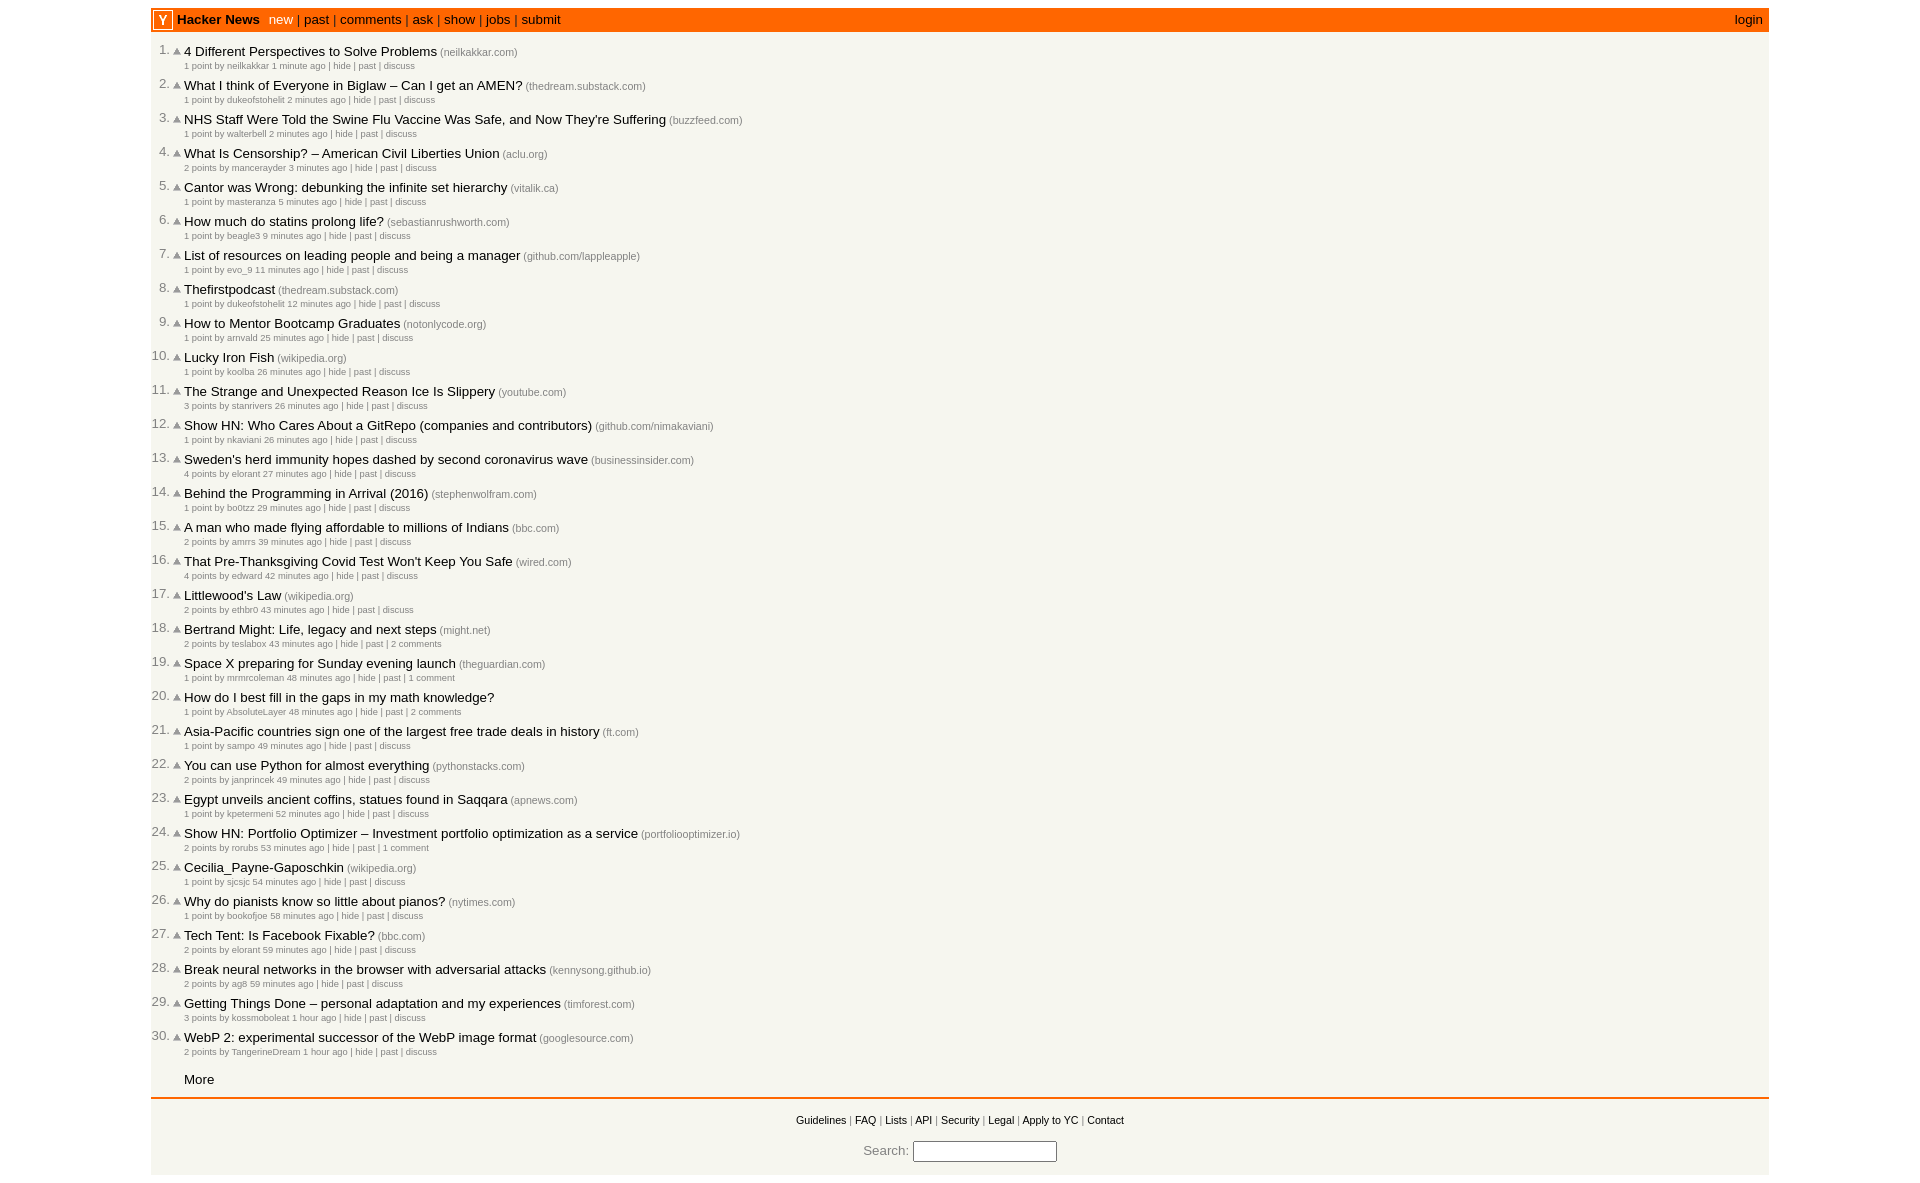 Y Hacker News new | past | comments | ask | show | jobs | submit login
1. 4 Different Perspectives to Solve Problems (neilkakkar.com)
1 point by neilkakkar 1 minute ago | hide | past | discuss
2. What I think of Everyone in Biglaw – Can I get an AMEN? (thedream.substack.com)
1 point by dukeofstohelit 2 minutes ago | hide | past | discuss
3. NHS Staff Were Told the Swine Flu Vaccine Was Safe, and Now They're Suffering (buzzfeed.com)
1 point by walterbell 2 minutes ago | hide | past | discuss
4. What Is Censorship? – American Civil Liberties Union (aclu.org)
2 points by mancerayder 3 minutes ago | hide | past | discuss
5. Cantor was Wrong: debunking the infinite set hierarchy (vitalik.ca)
1 point by masteranza 5 minutes ago | hide | past | discuss
6. How much do statins prolong life? (sebastianrushworth.com)
1 point by beagle3 9 minutes ago | hide | past | discuss
7. List of resources on leading people and being a manager (github.com/lappleapple)
1 point by evo_9 11 minutes ago | hide | past | discuss
8. Thefirstpodcast (thedream.substack.com)
1 point by dukeofstohelit 12 minutes ago | hide | past | discuss
9. How to Mentor Bootcamp Graduates (notonlycode.org)
1 point by arnvald 25 minutes ago | hide | past | discuss
10. Lucky Iron Fish (wikipedia.org)
1 point by koolba 26 minutes ago | hide | past | discuss
11. The Strange and Unexpected Reason Ice Is Slippery (youtube.com)
3 points by stanrivers 26 minutes ago | hide | past | discuss
12. Show HN: Who Cares About a GitRepo (companies and contributors) (github.com/nimakaviani)
1 point by nkaviani 26 minutes ago | hide | past | discuss
13. Sweden's herd immunity hopes dashed by second coronavirus wave (businessinsider.com)
4 points by elorant 27 minutes ago | hide | past | discuss
14. Behind the Programming in Arrival (2016) (stephenwolfram.com)
1 point by bo0tzz 29 minutes ago | hide | past | discuss
15. A man who made flying affordable to millions of Indians (bbc.com)
2 points by amrrs 39 minutes ago | hide | past | discuss
16. That Pre-Thanksgiving Covid Test Won't Keep You Safe (wired.com)
4 points by edward 42 minutes ago | hide | past | discuss
17. Littlewood's Law (wikipedia.org)
2 points by ethbr0 43 minutes ago | hide | past | discuss
18. Bertrand Might: Life, legacy and next steps (might.net)
2 points by teslabox 43 minutes ago | hide | past | 2 comments
19. Space X preparing for Sunday evening launch (theguardian.com)
1 point by mrmrcoleman 48 minutes ago | hide | past | 1 comment
20. How do I best fill in the gaps in my math knowledge?
1 point by AbsoluteLayer 48 minutes ago | hide | past | 2 comments
21. Asia-Pacific countries sign one of the largest free trade deals in history (ft.com)
1 point by sampo 49 minutes ago | hide | past | discuss
22. You can use Python for almost everything (pythonstacks.com)
2 points by janprincek 49 minutes ago | hide | past | discuss
23. Egypt unveils ancient coffins, statues found in Saqqara (apnews.com)
1 point by kpetermeni 52 minutes ago | hide | past | discuss
24. Show HN: Portfolio Optimizer – Investment portfolio optimization as a service (portfoliooptimizer.io)
2 points by rorubs 53 minutes ago | hide | past | 1 comment
25. Cecilia_Payne-Gaposchkin (wikipedia.org)
1 point by sjcsjc 54 minutes ago | hide | past | discuss
26. Why do pianists know so little about pianos? (nytimes.com)
1 point by bookofjoe 58 minutes ago | hide | past | discuss
27. Tech Tent: Is Facebook Fixable? (bbc.com)
2 points by elorant 59 minutes ago | hide | past | discuss
28. Break neural networks in the browser with adversarial attacks (kennysong.github.io)
2 points by ag8 59 minutes ago | hide | past | discuss
29. Getting Things Done – personal adaptation and my experiences (timforest.com)
3 points by kossmoboleat 1 hour ago | hide | past | discuss
30. WebP 2: experimental successor of the WebP image format (googlesource.com)
2 points by TangerineDream 1 hour ago | hide | past | discuss
More
Guidelines | FAQ | Lists | API | Security | Legal | Apply to YC | Contact
Search: